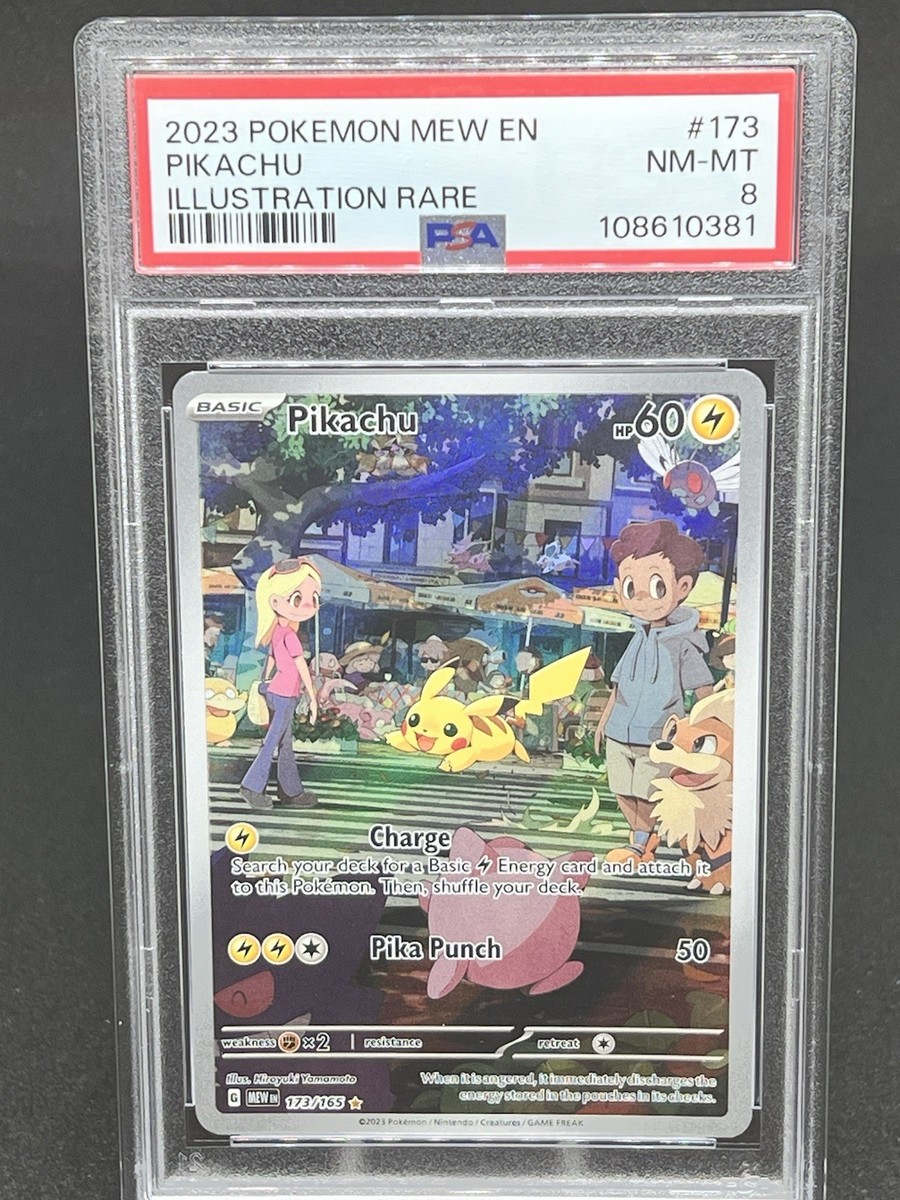 2023 POKEMON MEW EN #173
PIKACHU NM-MT
ILLUSTRATION RARE 8
PSA 108610381
BASIC Pikachu HP60
Charge
Search your deck for a Basic Energy card and attach it
to this Pokémon. Then, shuffle your deck.
Pika Punch 50
weakness ×2 resistance retreat
Illus. Hiroyuki Yamamoto When it is angered, it immediately discharges the
energy stored in the pouches in its cheeks.
G MEW EN 173/165
©2023 Pokémon / Nintendo / Creatures / GAME FREAK